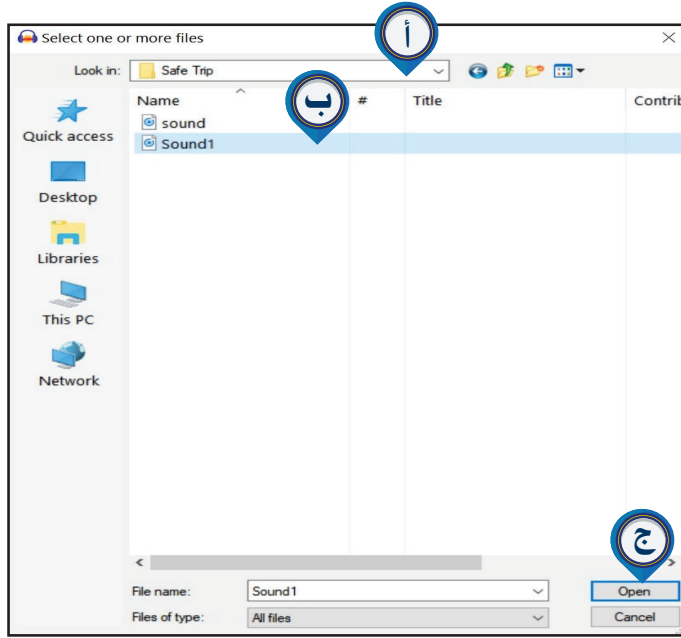 أ
Select one or more files
Look in: Safe Trip
ب
Name # Title Contrib
sound
Sound1
Quick access
Desktop
Libraries
This PC
Network
ج
File name: Sound1 Open
Files of type: All files Cancel